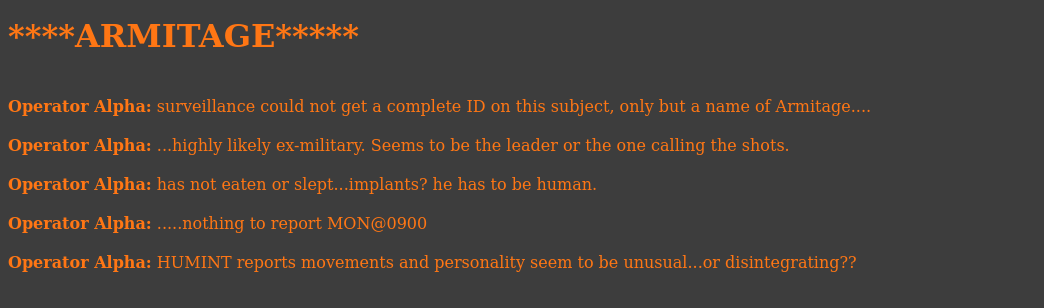 ****ARMITAGE*****
Operator Alpha: surveillance could not get a complete ID on this subject, only but a name of Armitage....
Operator Alpha: ...highly likely ex-military. Seems to be the leader or the one calling the shots.
Operator Alpha: has not eaten or slept...implants? he has to be human.
Operator Alpha: .....nothing to report MON@0900
Operator Alpha: HUMINT reports movements and personality seem to be unusual...or disintegrating??